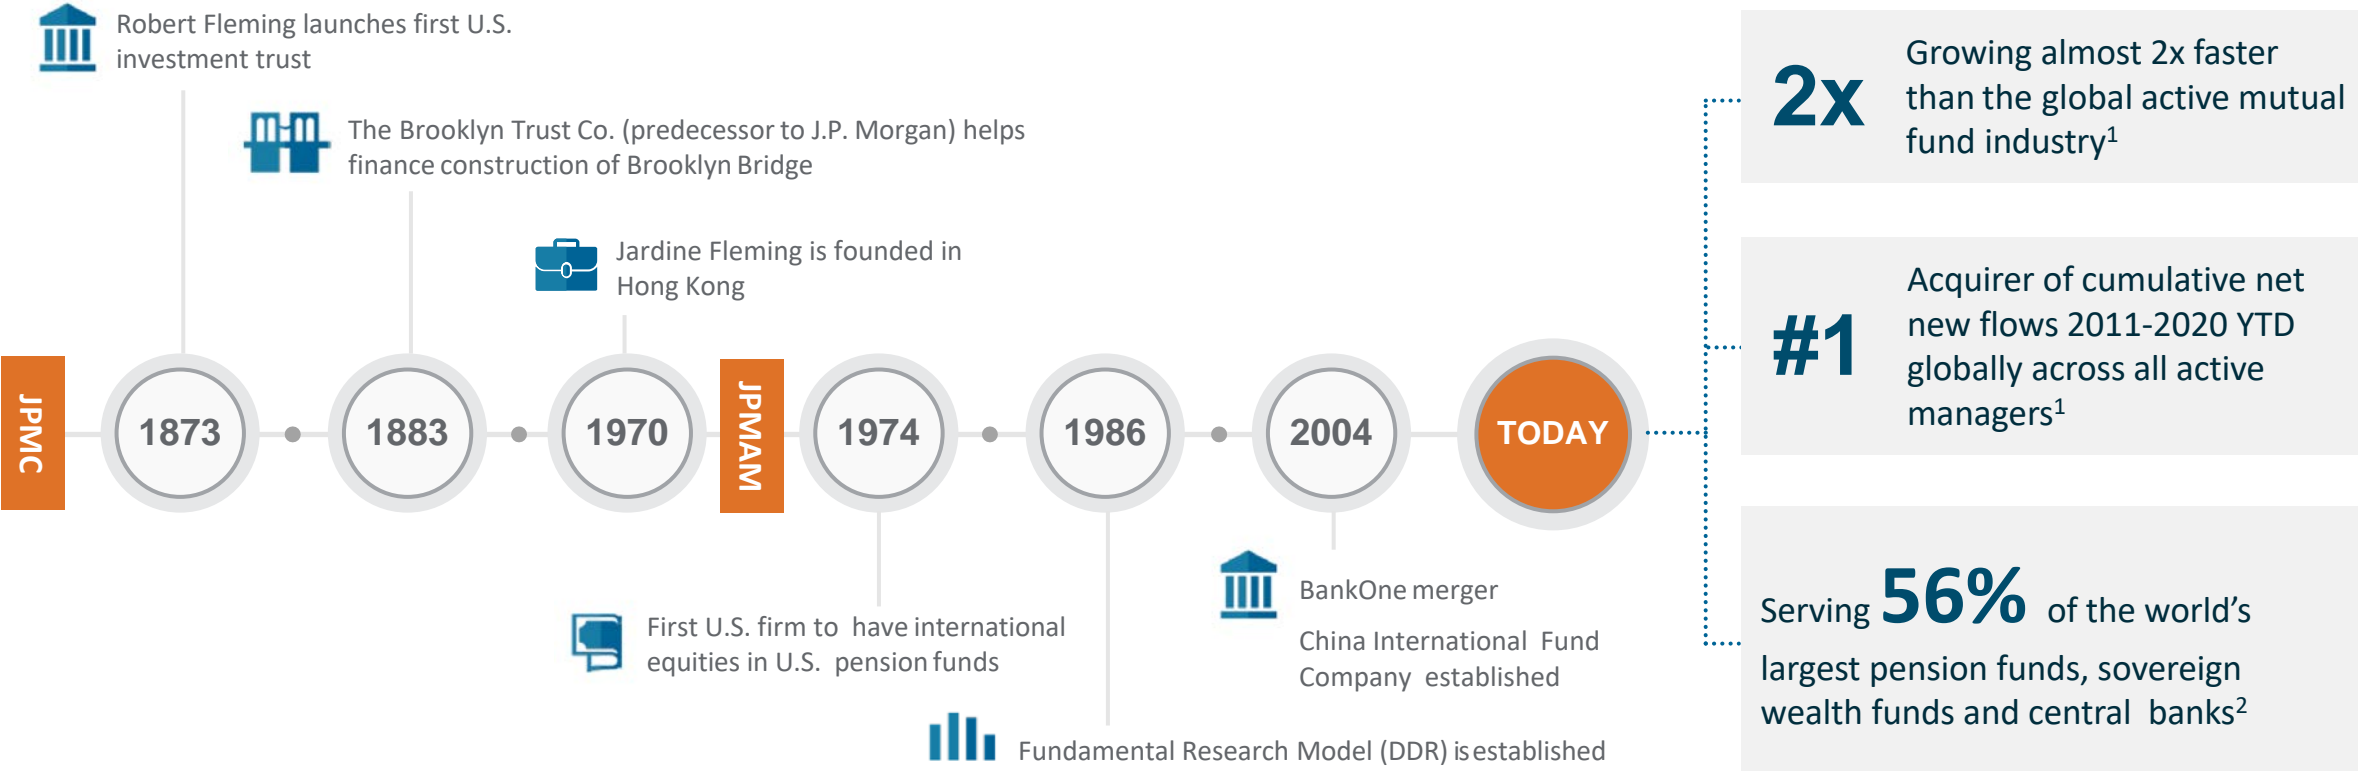 Robert Fleming launches first U.S.
investment trust
The Brooklyn Trust Co. (predecessor to J.P. Morgan) helps
finance construction of Brooklyn Bridge
Jardine Fleming is founded in
Hong Kong
JPMC
1873
1883
1970
JPMAM
1974
1986
2004
TODAY
First U.S. firm to have international
equities in U.S. pension funds
Fundamental Research Model (DDR) is established
BankOne merger
China International Fund
Company established
2x
Growing almost 2x faster
than the global active mutual
fund industry¹
#1
Acquirer of cumulative net
new flows 2011-2020 YTD
globally across all active
managers¹
Serving 56% of the world’s
largest pension funds, sovereign
wealth funds and central banks²